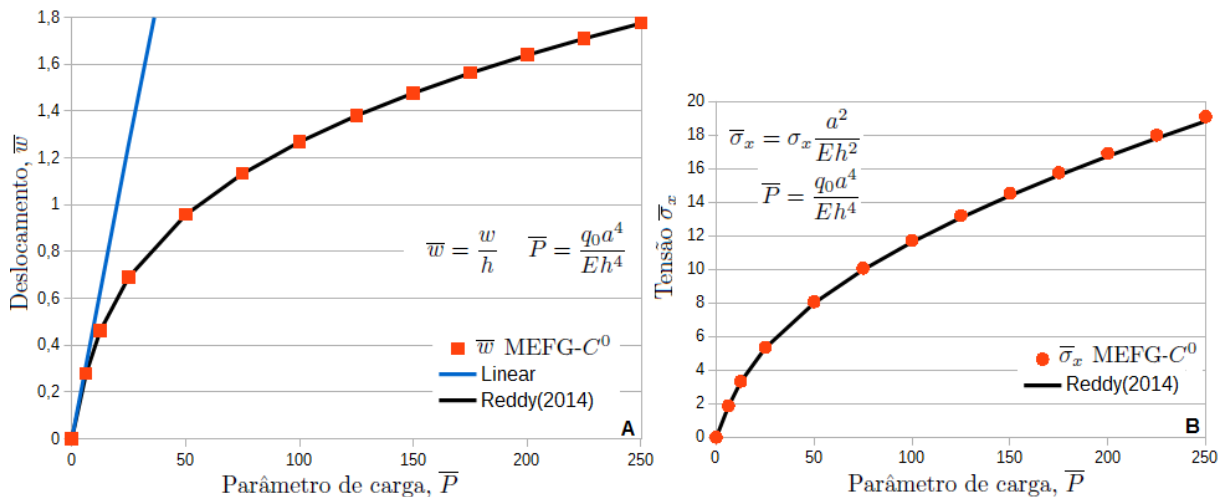 1,8
1,6
1,4
1,2
1
0,8
0,6
0,4
0,2
0
Deslocamento, w̅
w̅ = w/h   P̅ = q₀a⁴/Eh⁴
w̅ MEFG-C⁰
Linear
Reddy(2014)
A
0 50 100 150 200 250
Parâmetro de carga, P̅
20
18
16
14
12
10
8
6
4
2
0
Tensão σ̅ₓ
σ̅ₓ = σₓ a²/Eh²
P̅ = q₀a⁴/Eh⁴
σ̅ₓ MEFG-C⁰
Reddy(2014)
B
0 50 100 150 200 250
Parâmetro de carga, P̅